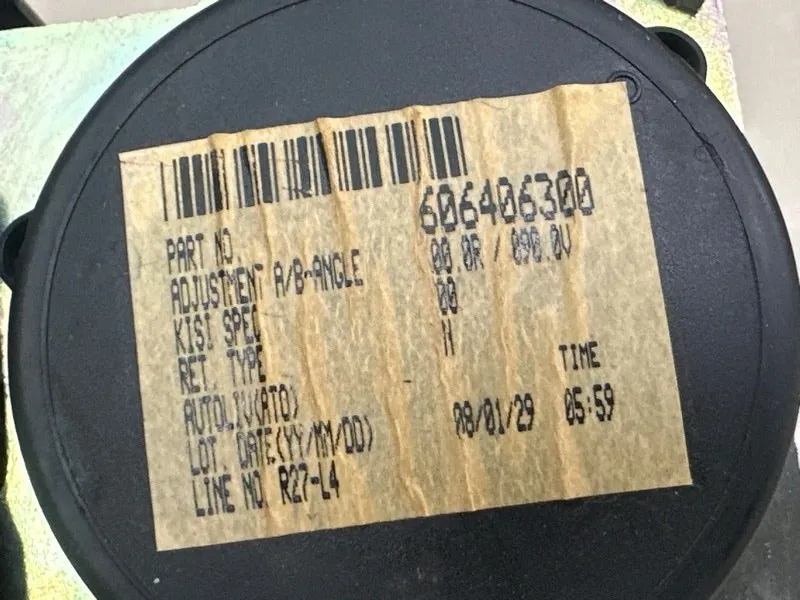 PART NO. 606406300
ADJUSTMENT A/B-ANGLE 00.0R / 090.0V
KISI SPEC 00
RET. TYPE N
AUTOLIV(ATO) TIME
LOT. DATE(YY/MM/DD) 08/01/29 05:59
LINE NO. R27-L4